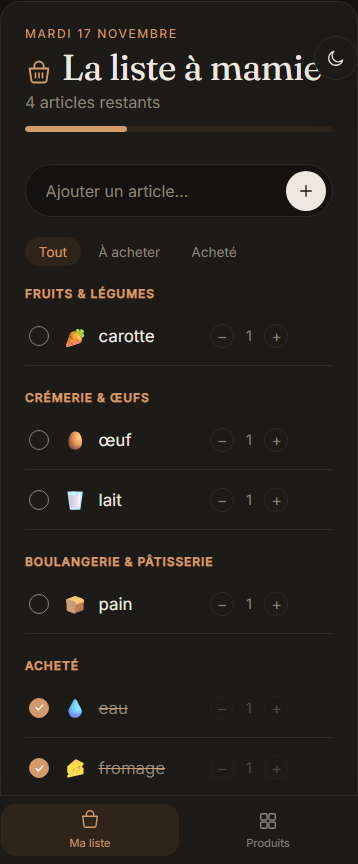 MARDI 17 NOVEMBRE
La liste à mamie
4 articles restants
Ajouter un article... +
Tout À acheter Acheté
FRUITS & LÉGUMES
carotte − 1 +
CRÉMERIE & ŒUFS
œuf − 1 +
lait − 1 +
BOULANGERIE & PÂTISSERIE
pain − 1 +
ACHETÉ
eau − 1 +
fromage − 1 +
Ma liste Produits